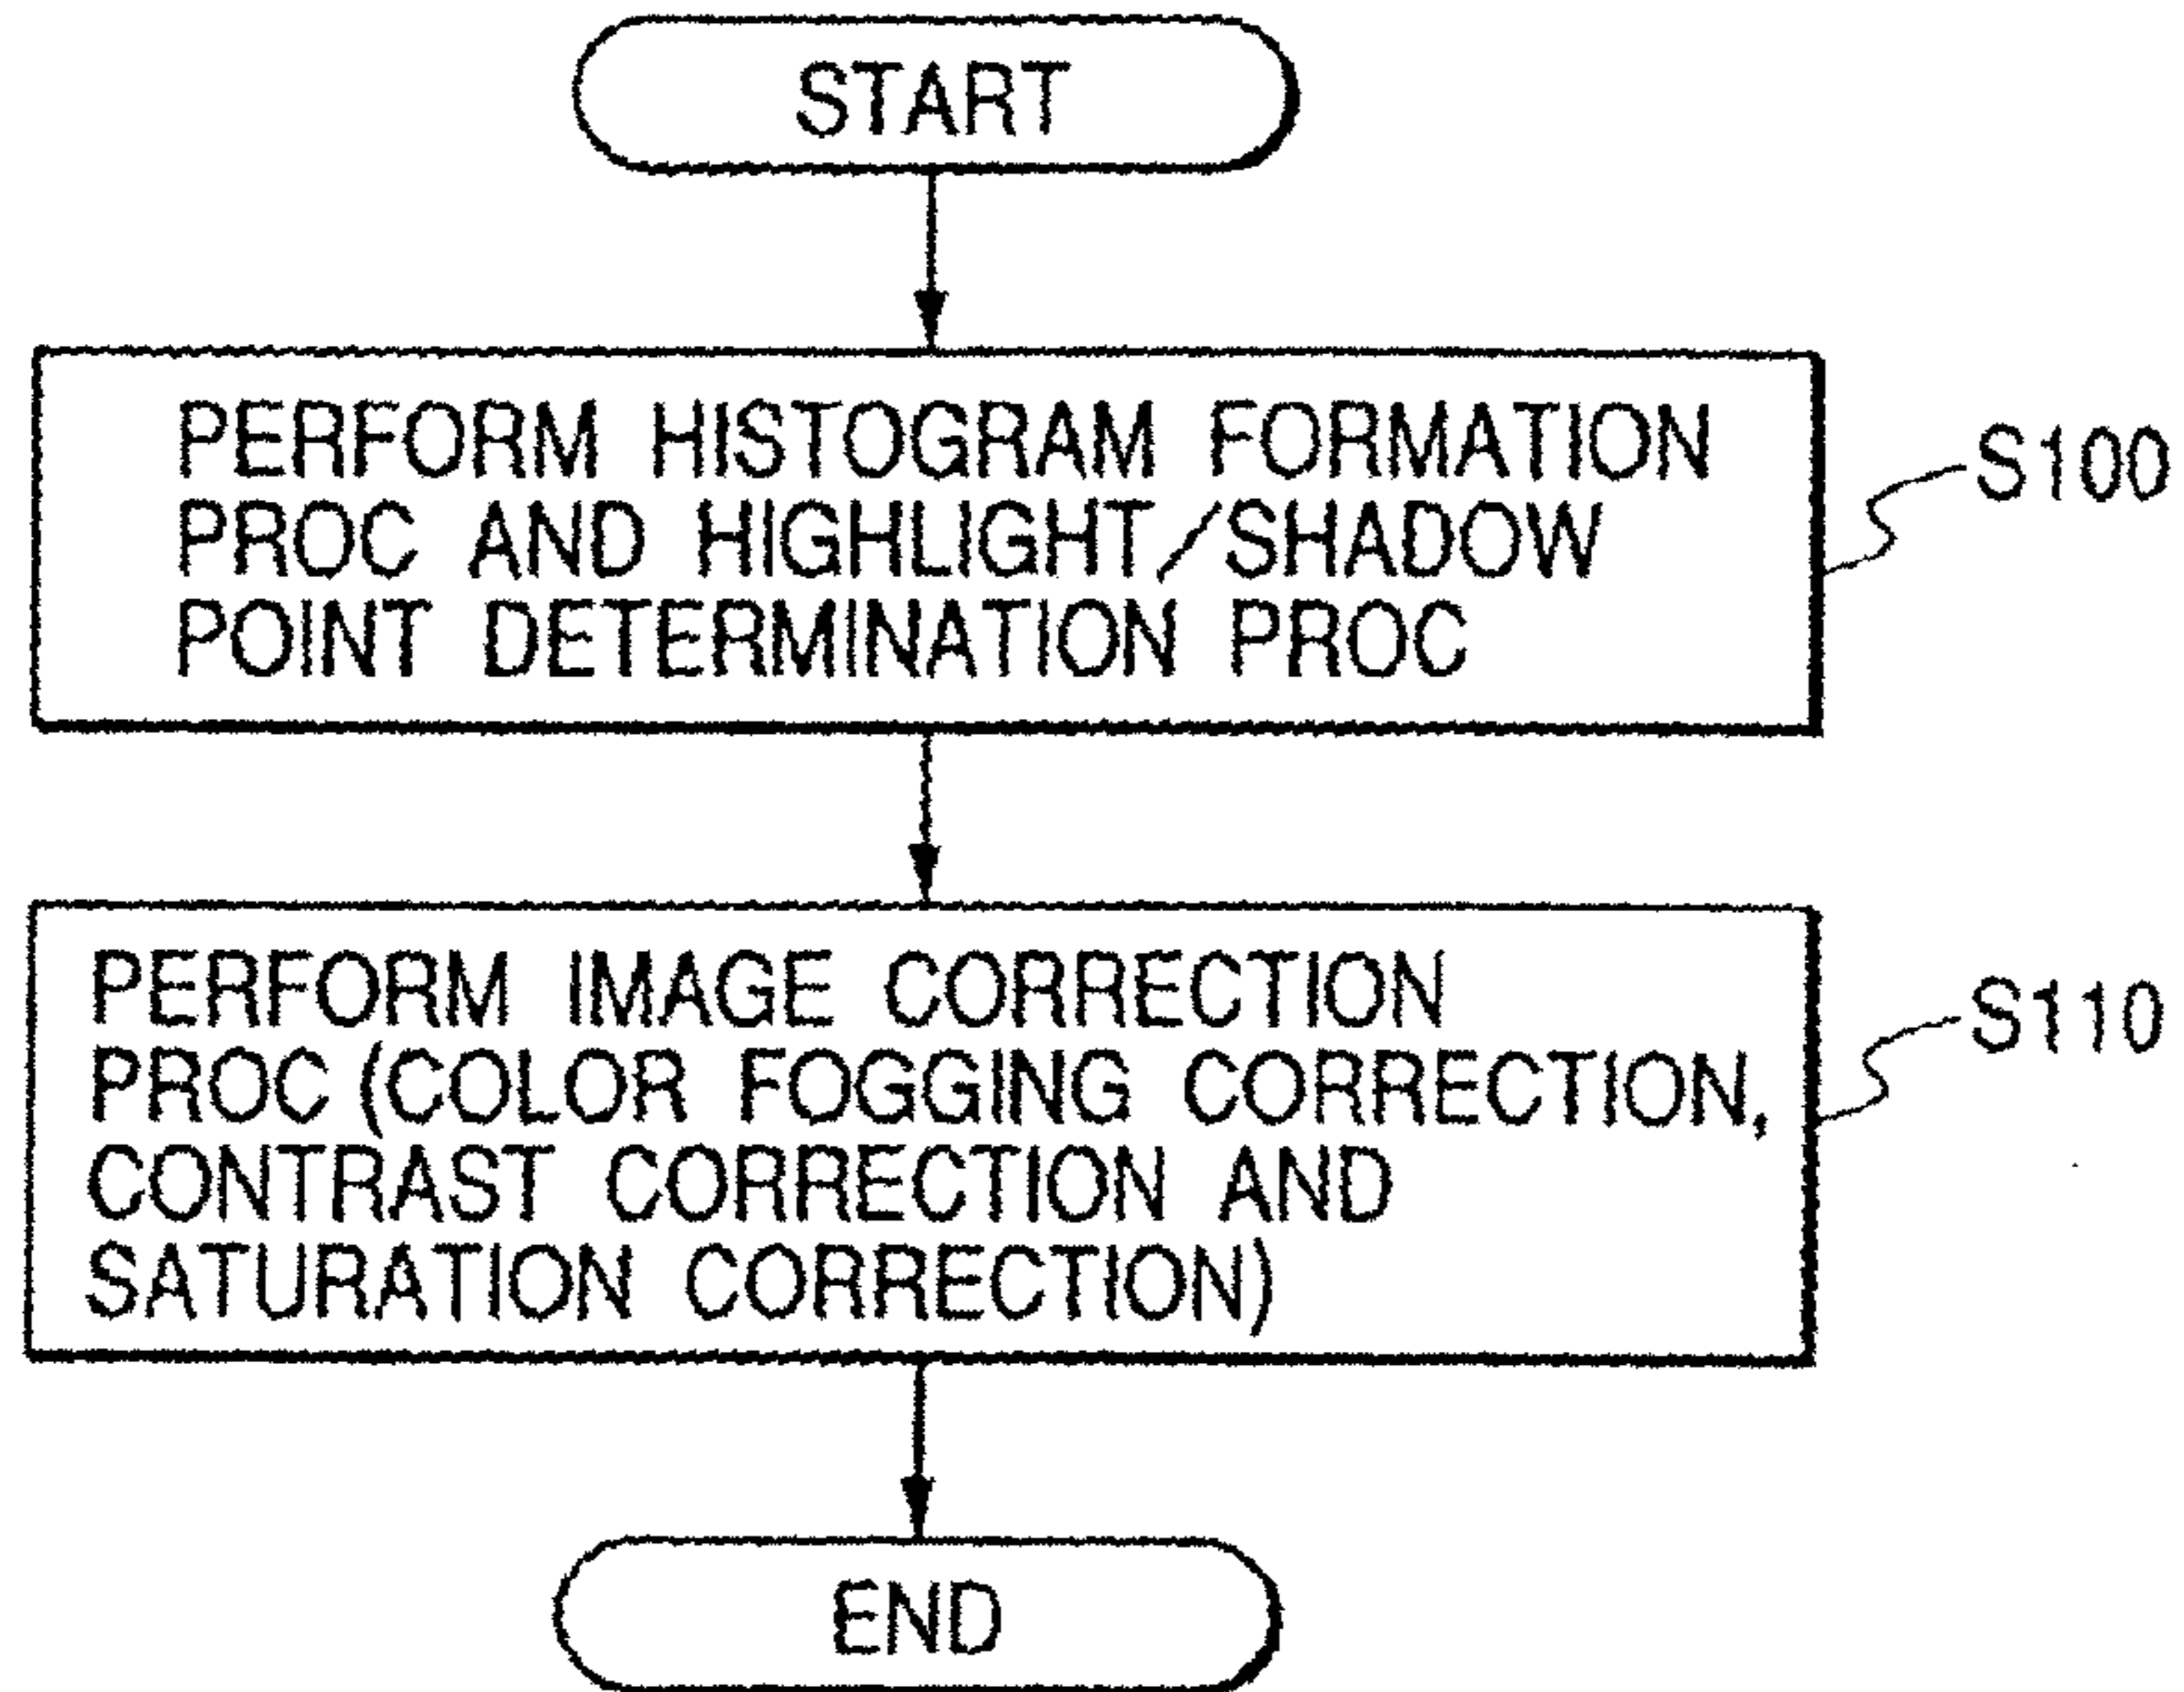 START
PERFORM HISTOGRAM FORMATION
PROC AND HIGHLIGHT/SHADOW
POINT DETERMINATION PROC
S100
PERFORM IMAGE CORRECTION
PROC (COLOR FOGGING CORRECTION,
CONTRAST CORRECTION AND
SATURATION CORRECTION)
S110
END